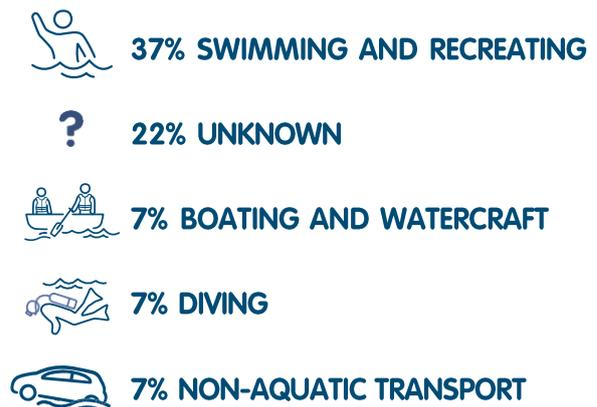 37% SWIMMING AND RECREATING
? 22% UNKNOWN
7% BOATING AND WATERCRAFT
7% DIVING
7% NON-AQUATIC TRANSPORT